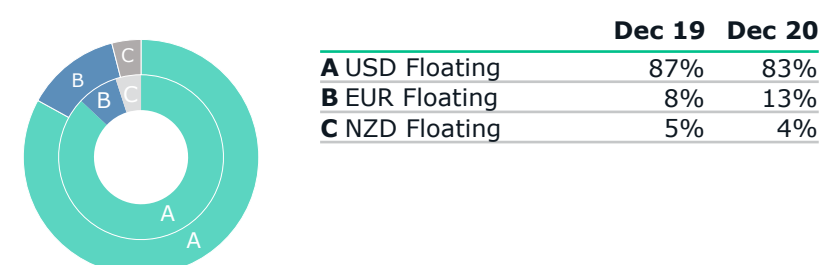 Dec 19 Dec 20
A USD Floating 87% 83%
B EUR Floating 8% 13%
C NZD Floating 5% 4%
C
B
C
B
A
A